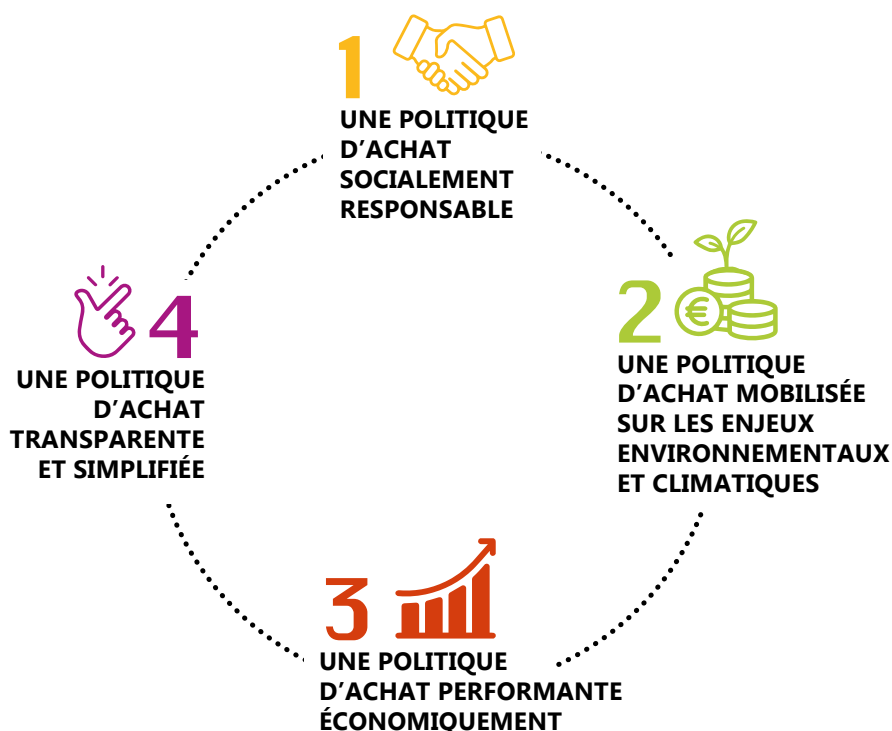 1
UNE POLITIQUE
D'ACHAT
SOCIALEMENT
RESPONSABLE
2
€
UNE POLITIQUE
D'ACHAT MOBILISÉE
SUR LES ENJEUX
ENVIRONNEMENTAUX
ET CLIMATIQUES
3
UNE POLITIQUE
D'ACHAT PERFORMANTE
ÉCONOMIQUEMENT
4
UNE POLITIQUE
D'ACHAT
TRANSPARENTE
ET SIMPLIFIÉE